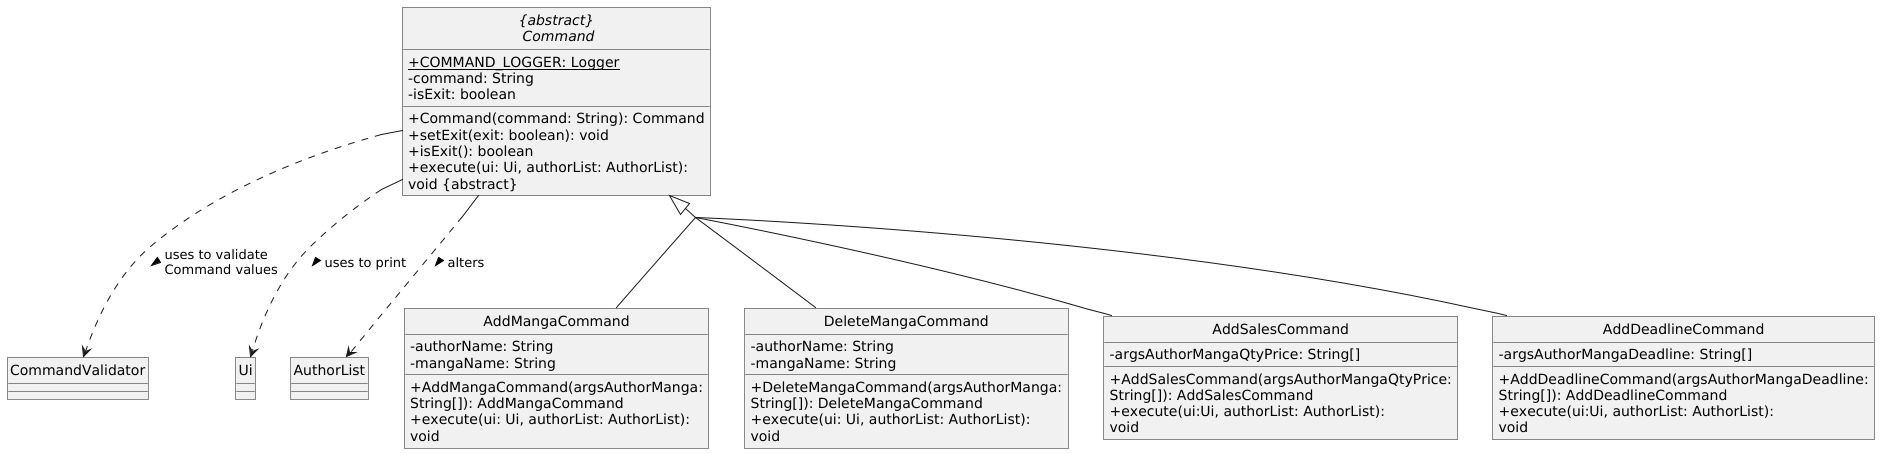 {abstract}
Command
+COMMAND_LOGGER: Logger
-command: String
-isExit: boolean
+Command(command: String): Command
+setExit(exit: boolean): void
+isExit(): boolean
+execute(ui: Ui, authorList: AuthorList):
void {abstract}
uses to validate
Command values
uses to print
alters
CommandValidator
Ui
AuthorList
AddMangaCommand
-authorName: String
-mangaName: String
+AddMangaCommand(argsAuthorManga:
String[]): AddMangaCommand
+execute(ui: Ui, authorList: AuthorList):
void
DeleteMangaCommand
-authorName: String
-mangaName: String
+DeleteMangaCommand(argsAuthorManga:
String[]): DeleteMangaCommand
+execute(ui: Ui, authorList: AuthorList):
void
AddSalesCommand
-argsAuthorMangaQtyPrice: String[]
+AddSalesCommand(argsAuthorMangaQtyPrice:
String[]): AddSalesCommand
+execute(ui:Ui, authorList: AuthorList):
void
AddDeadlineCommand
-argsAuthorMangaDeadline: String[]
+AddDeadlineCommand(argsAuthorMangaDeadline:
String[]): AddDeadlineCommand
+execute(ui:Ui, authorList: AuthorList):
void